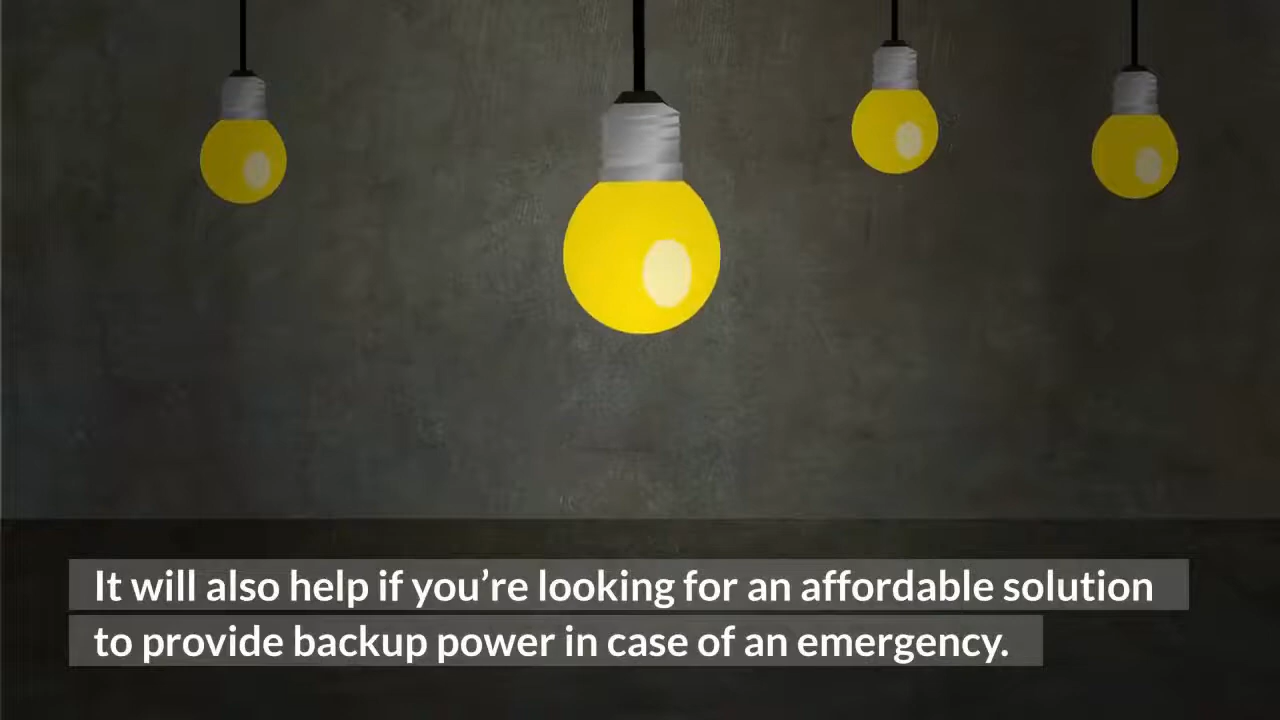 It will also help if you’re looking for an affordable solution
to provide backup power in case of an emergency.